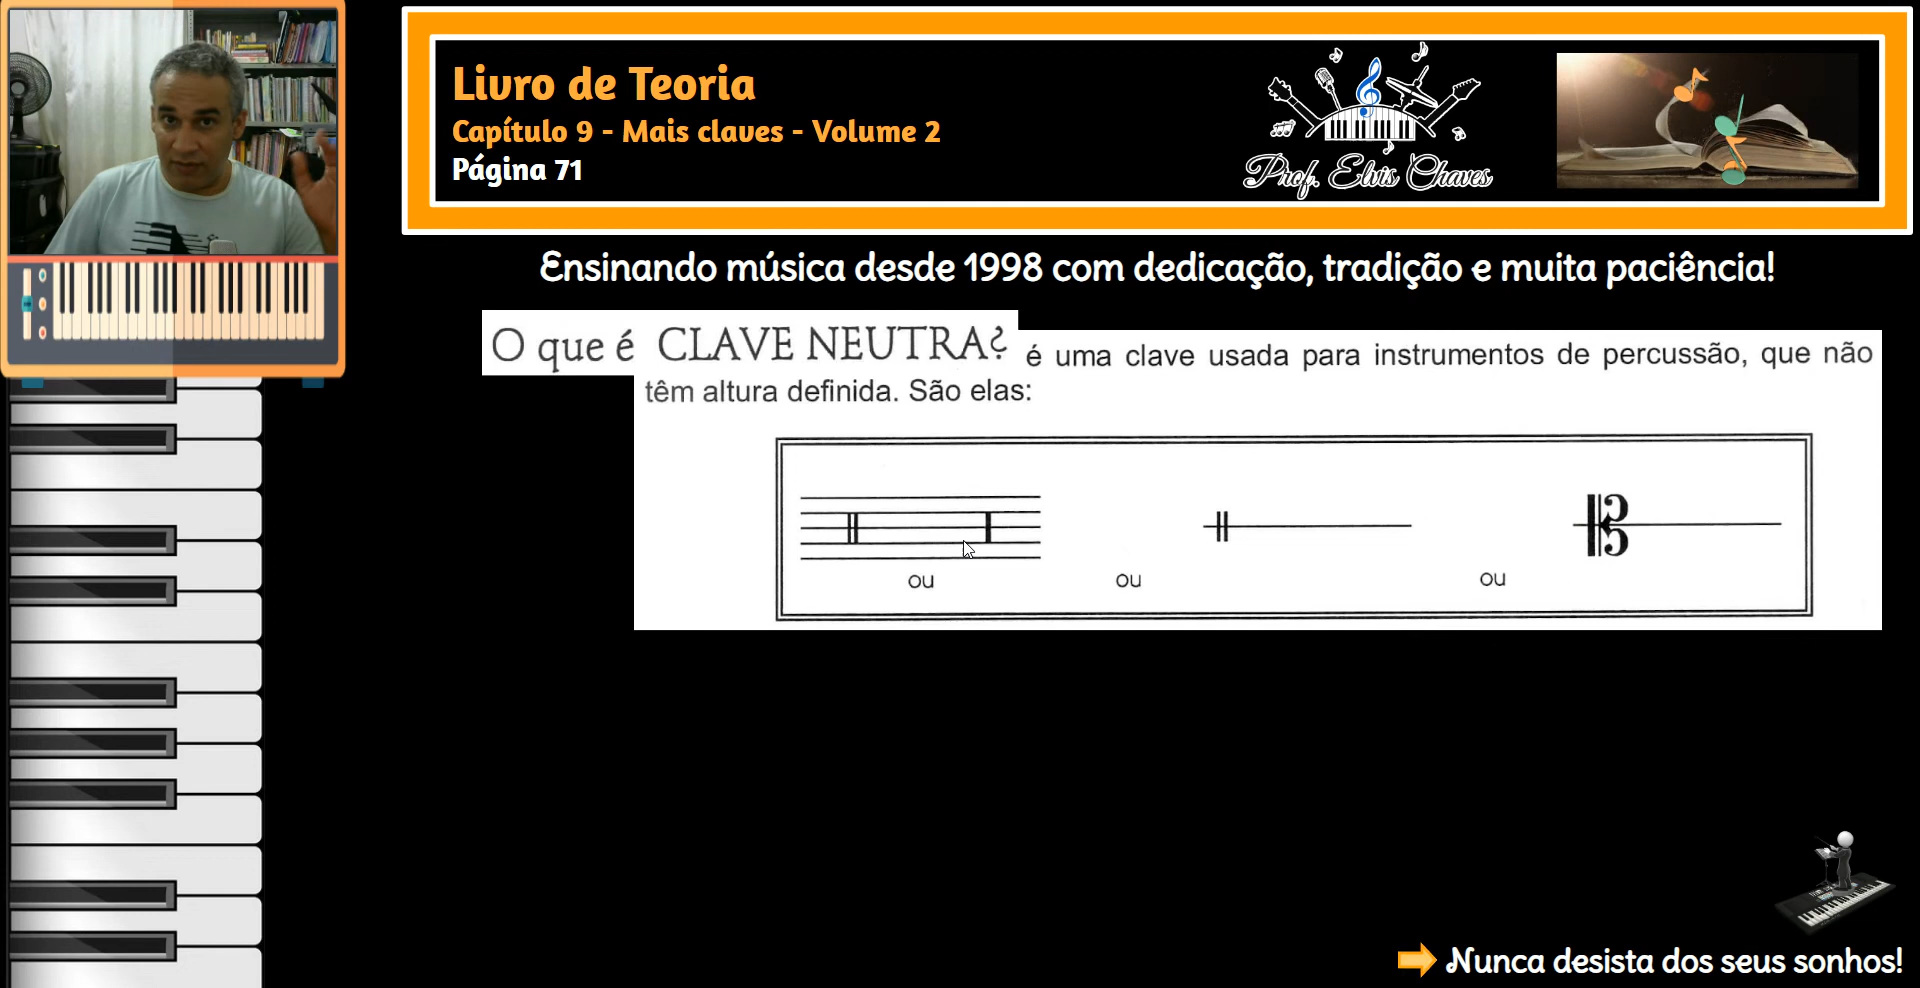 Livro de Teoria
Capítulo 9 - Mais claves - Volume 2
Página 71
Prof. Elvis Chaves
Ensinando música desde 1998 com dedicação, tradição e muita paciência!
O que é CLAVE NEUTRA? é uma clave usada para instrumentos de percussão, que não
têm altura definida. São elas:
ou ou ou
Nunca desista dos seus sonhos!